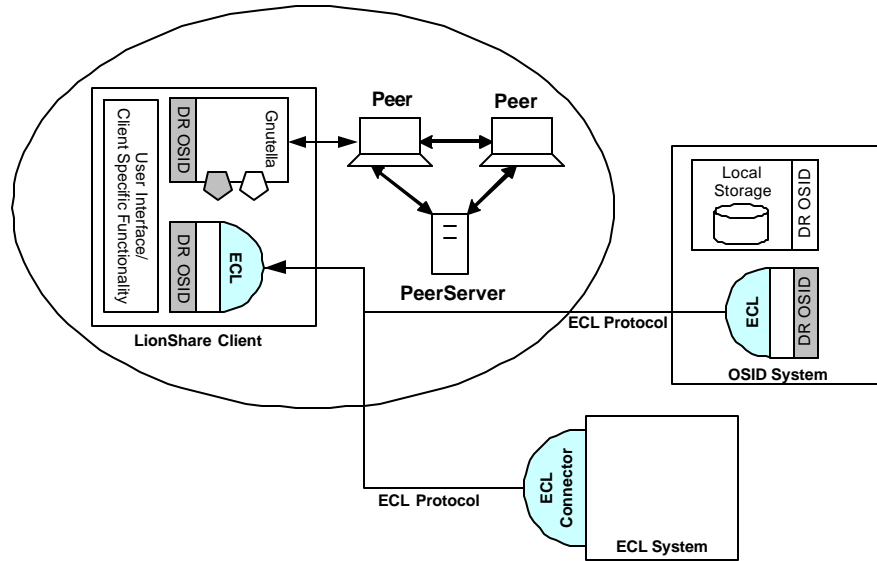 Peer
Peer
DR OSID
Gnutella
User Interface/
Client Specific Functionality
DR OSID
ECL
LionShare Client
PeerServer
Local
Storage
DR OSID
ECL
DR OSID
ECL Protocol
OSID System
ECL Protocol
ECL
Connector
ECL System